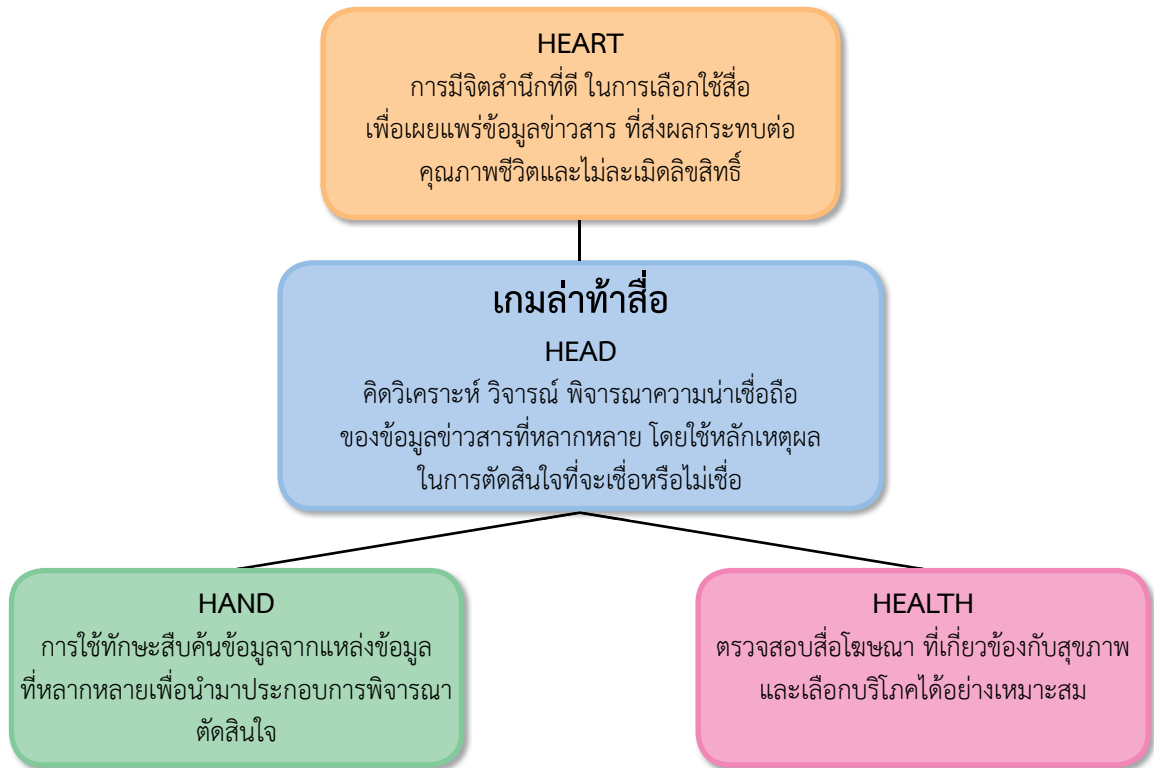 HEART
การมีจิตสำนึกที่ดี ในการเลือกใช้สื่อ
เพื่อเผยแพร่ข้อมูลข่าวสาร ที่ส่งผลกระทบต่อ
คุณภาพชีวิตและไม่ละเมิดลิขสิทธิ์
เกมล่าท้าสื่อ
HEAD
คิดวิเคราะห์ วิจารณ์ พิจารณาความน่าเชื่อถือ
ของข้อมูลข่าวสารที่หลากหลาย โดยใช้หลักเหตุผล
ในการตัดสินใจที่จะเชื่อหรือไม่เชื่อ
HAND
การใช้ทักษะสืบค้นข้อมูลจากแหล่งข้อมูล
ที่หลากหลายเพื่อนำมาประกอบการพิจารณา
ตัดสินใจ
HEALTH
ตรวจสอบสื่อโฆษณา ที่เกี่ยวข้องกับสุขภาพ
และเลือกบริโภคได้อย่างเหมาะสม